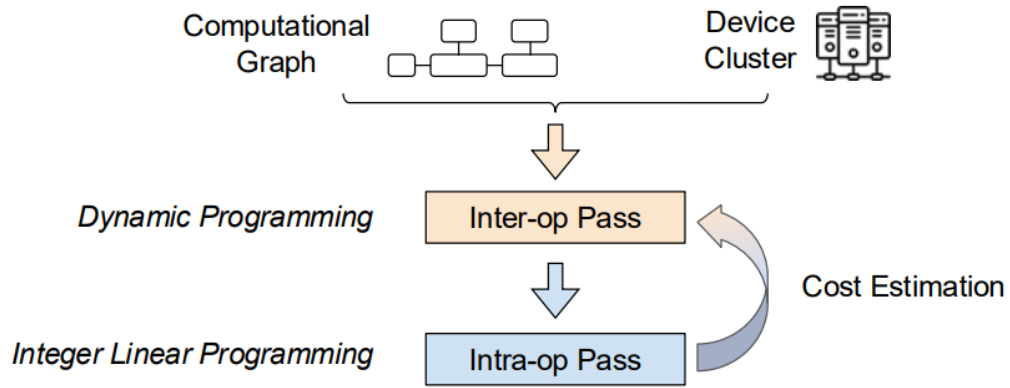 Computational
Graph
Device
Cluster
Dynamic Programming
Inter-op Pass
Cost Estimation
Integer Linear Programming
Intra-op Pass